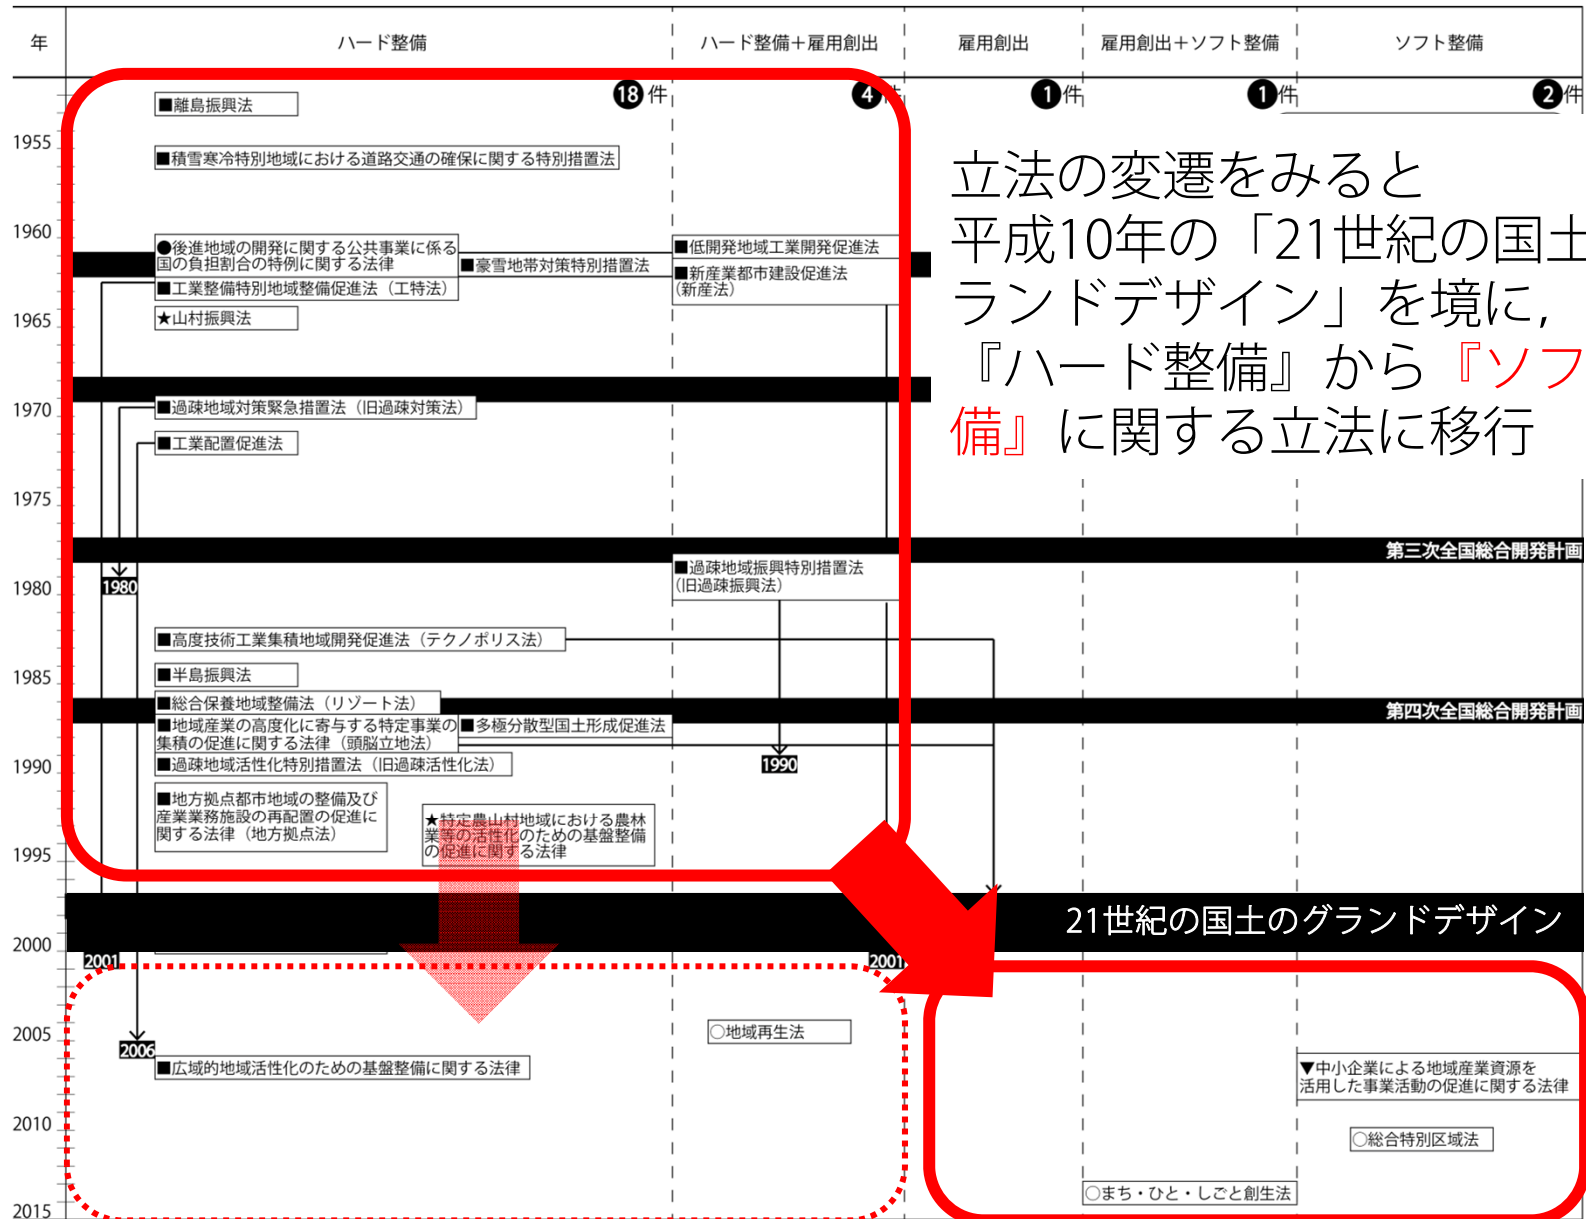 年
ハード整備
ハード整備＋雇用創出
雇用創出
雇用創出＋ソフト整備
ソフト整備
18 件
4 件
1 件
1 件
2 件
1955
1960
1965
1970
1975
1980
1985
1990
1995
2000
2005
2010
2015
■離島振興法
■積雪寒冷特別地域における道路交通の確保に関する特別措置法
●後進地域の開発に関する公共事業に係る
国の負担割合の特例に関する法律
■豪雪地帯対策特別措置法
■低開発地域工業開発促進法
■新産業都市建設促進法
（新産法）
■工業整備特別地域整備促進法（工特法）
★山村振興法
■過疎地域対策緊急措置法（旧過疎対策法）
■工業配置促進法
立法の変遷をみると
平成10年の「21世紀の国土
ランドデザイン」を境に,
『ハード整備』から『ソフ
備』に関する立法に移行
第三次全国総合開発計画
■過疎地域振興特別措置法
（旧過疎振興法）
1980
■高度技術工業集積地域開発促進法（テクノポリス法）
■半島振興法
■総合保養地域整備法（リゾート法）
第四次全国総合開発計画
■地域産業の高度化に寄与する特定事業の
集積の促進に関する法律（頭脳立地法）
■多極分散型国土形成促進法
■過疎地域活性化特別措置法（旧過疎活性化法）
1990
■地方拠点都市地域の整備及び
産業業務施設の再配置の促進に
関する法律（地方拠点法）
★特定農山村地域における農林
業等の活性化のための基盤整備
の促進に関する法律
21世紀の国土のグランドデザイン
2001
2001
○地域再生法
2006
■広域的地域活性化のための基盤整備に関する法律
▼中小企業による地域産業資源を
活用した事業活動の促進に関する法律
○総合特別区域法
○まち・ひと・しごと創生法